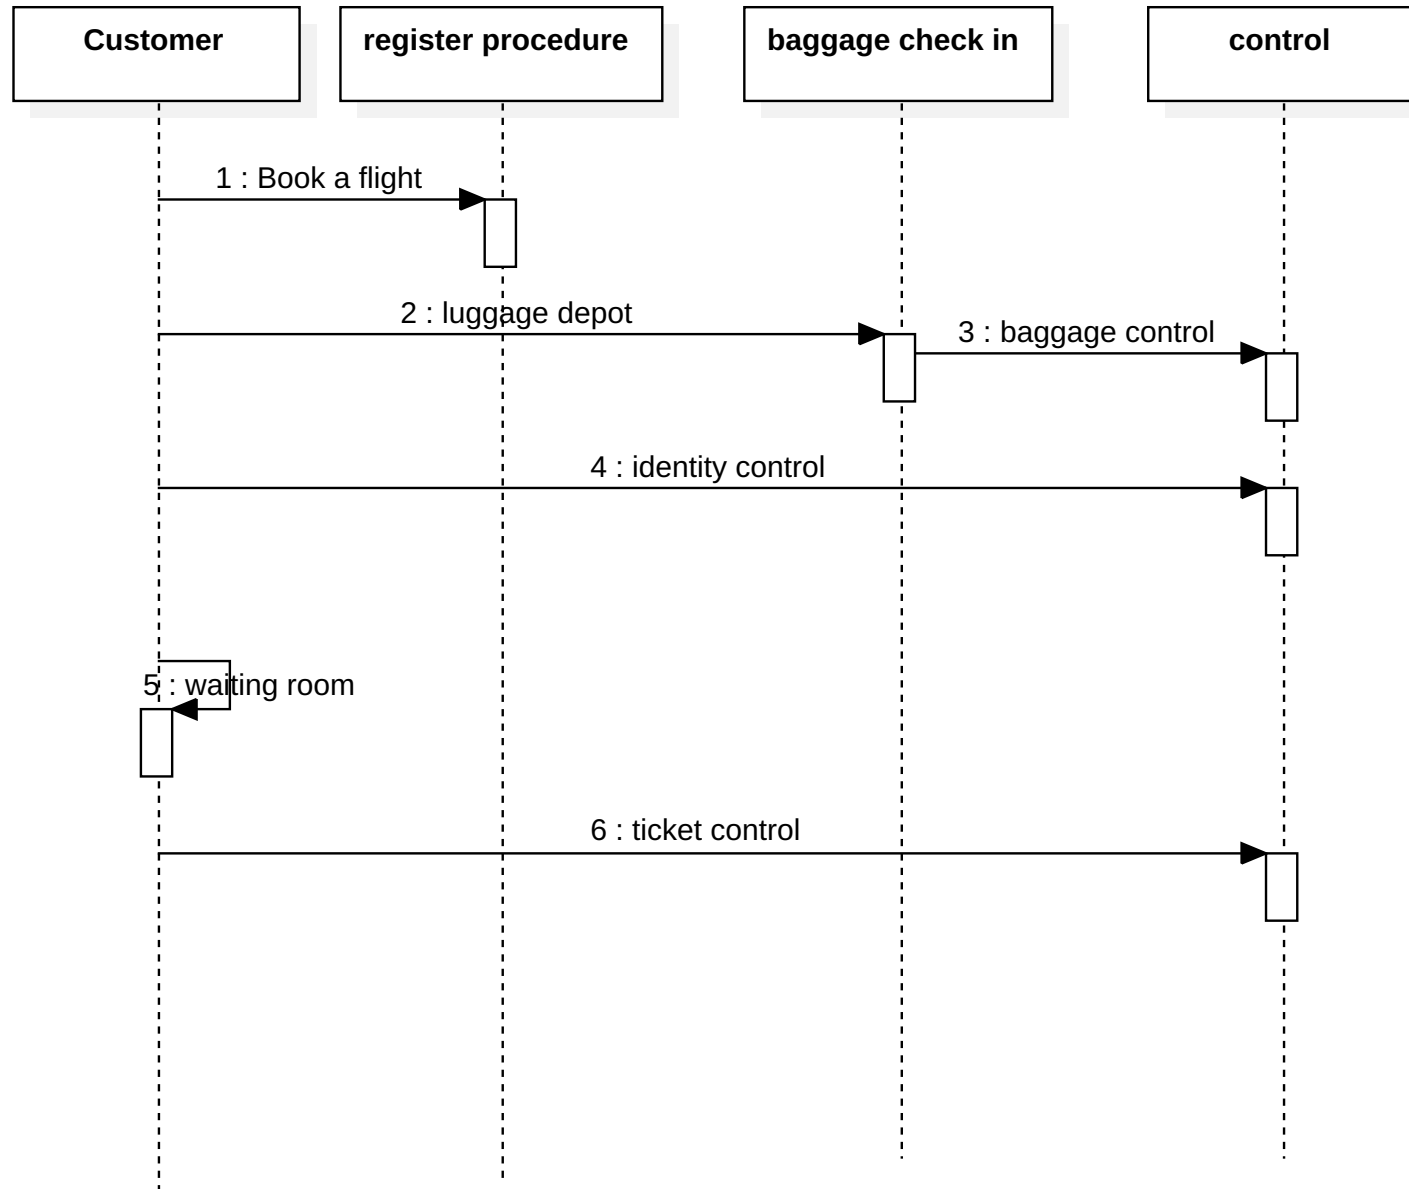 Customer
register procedure
baggage check in
control
1 : Book a flight
2 : luggage depot
3 : baggage control
4 : identity control
5 : waiting room
6 : ticket control